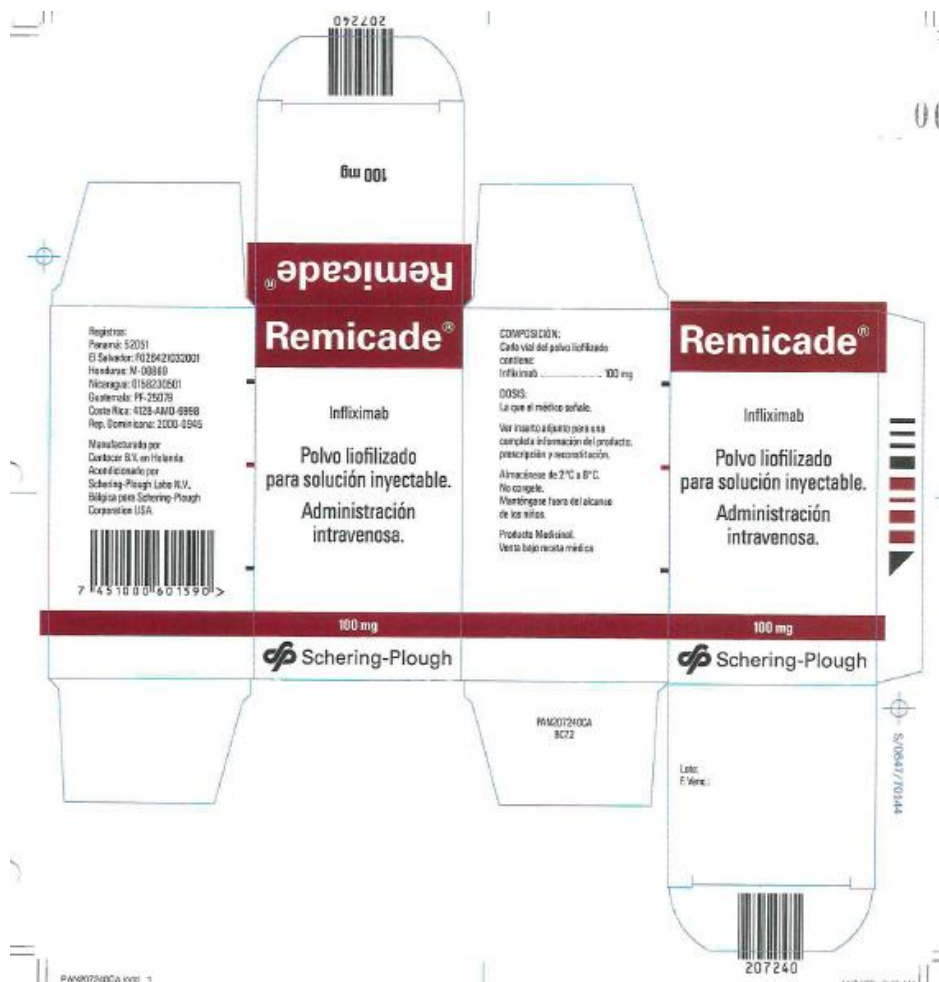 207240
100 mg
Remicade®
Registros:
Panamá: 52051
El Salvador: F026421032001
Honduras: M-08869
Nicaragua: 0158230501
Guatemala: PF-25079
Costa Rica: 4128-AMO-6998
Rep. Dominicana: 2000-0945
Manufacturado por
Centocor B.V. en Holanda.
Acondicionado por
Schering-Plough Labo N.V.,
Bélgica para Schering-Plough
Corporation USA.
7 451000 601590 >
Remicade®
Infliximab
Polvo liofilizado
para solución inyectable.
Administración
intravenosa.
100 mg
Schering-Plough
COMPOSICIÓN:
Cada vial del polvo liofilizado
contiene:
Infliximab ........................ 100 mg
DOSIS:
La que el médico señale.
Ver inserto adjunto para una
completa información del producto,
prescripción y reconstitución.
Almacénese de 2°C a 8°C.
No congele.
Manténgase fuera del alcance
de los niños.
Producto Medicinal.
Venta bajo receta médica
PAN207240CA
BC72
Remicade®
Infliximab
Polvo liofilizado
para solución inyectable.
Administración
intravenosa.
100 mg
Schering-Plough
Lote:
F. Venc.:
207240
S/0647/70144